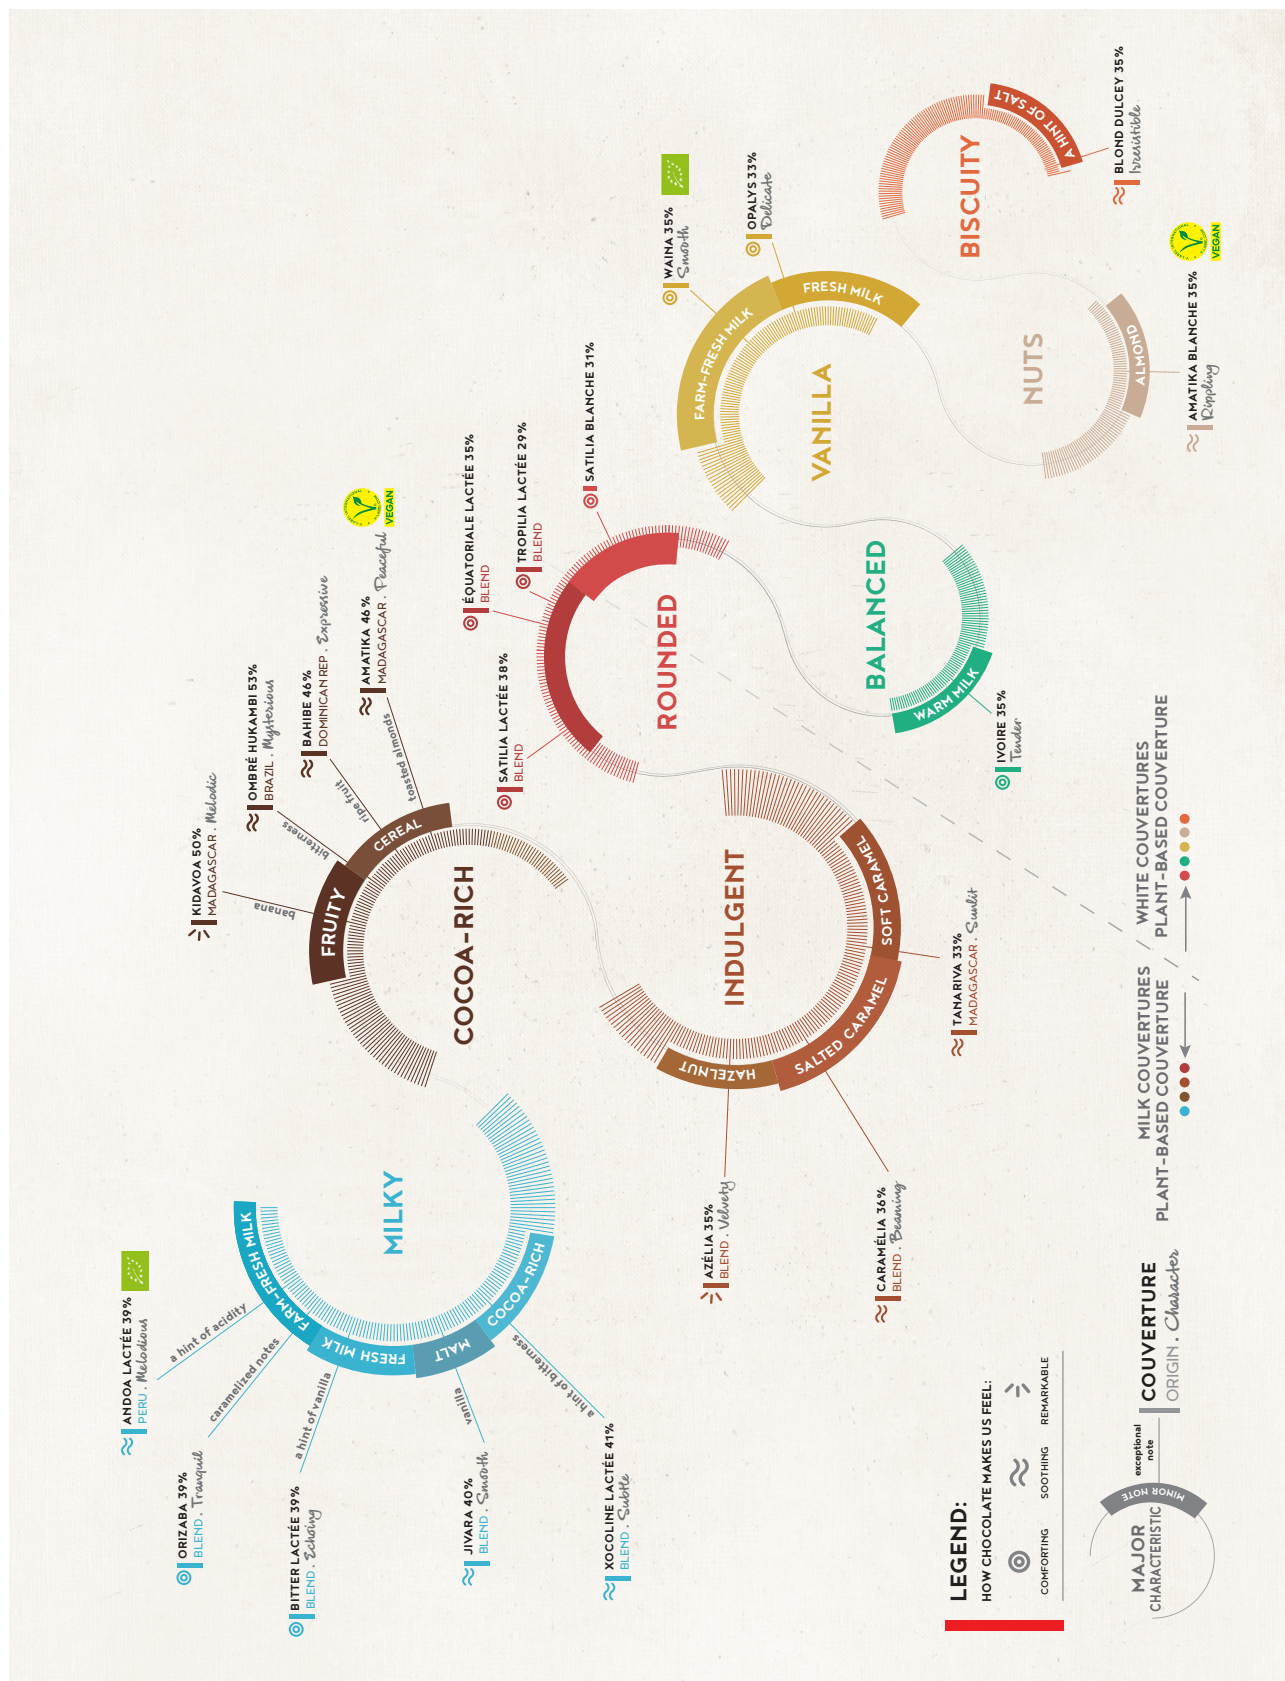 MILKY
FARM-FRESH MILK
FRESH MILK
MALT
COCOA-RICH
ANDOA LACTÉE 39%
PERU . Melodious
a hint of acidity
ORIZABA 39%
BLEND . Tranquil
caramelized notes
BITTER LACTÉE 39%
BLEND . Echoing
a hint of vanilla
JIVARA 40%
BLEND . Smooth
vanilla
XOCOLINE LACTÉE 41%
BLEND . Subtle
a hint of bitterness
COCOA-RICH
FRUITY
CEREAL
KIDAVOA 50%
MADAGASCAR . Mélodic
banana
OMBRÉ HUKAMBI 53%
BRAZIL . Mysterious
bitterness
BAHIBE 46%
DOMINICAN REP . Expressive
ripe fruit
AMATIKA 46%
MADAGASCAR . Peaceful
toasted almonds
VEGAN
INDULGENT
HAZELNUT
SALTED CARAMEL
SOFT CARAMEL
AZÉLIA 35%
BLEND . Velvety
CARAMÉLIA 36%
BLEND . Beaming
TANARIVA 33%
MADAGASCAR . Sunlit
ROUNDED
SATILIA LACTÉE 38%
BLEND
ÉQUATORIALE LACTÉE 35%
BLEND
TROPILIA LACTÉE 29%
BLEND
SATILIA BLANCHE 31%
BALANCED
WARM MILK
IVOIRE 35%
Tender
VANILLA
FARM-FRESH MILK
FRESH MILK
WAINA 35%
Smooth
OPALYS 33%
Delicate
NUTS
ALMOND
AMATIKA BLANCHE 35%
Rippling
VEGAN
BISCUITY
A HINT OF SALT
BLOND DULCEY 35%
Irresistible
LEGEND:
HOW CHOCOLATE MAKES US FEEL:
COMFORTING
SOOTHING
REMARKABLE
MAJOR
CHARACTERISTIC
MINOR NOTE
exceptional
note
COUVERTURE
ORIGIN . Character
MILK COUVERTURES
PLANT-BASED COUVERTURE
WHITE COUVERTURES
PLANT-BASED COUVERTURE